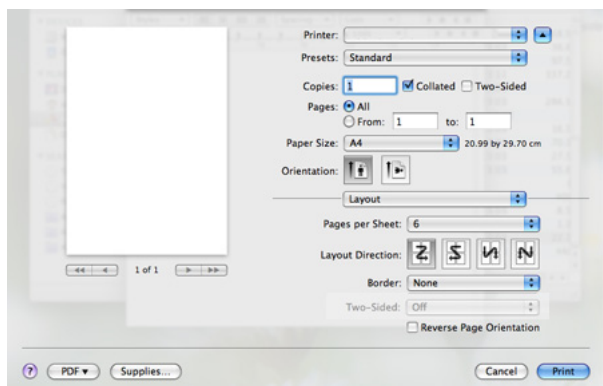 Printer:
Presets: Standard
Copies: 1 Collated Two-Sided
Pages: All
From: 1 to: 1
Paper Size: A4 20.99 by 29.70 cm
Orientation:
Layout
Pages per Sheet: 6
Layout Direction:
Border: None
Two-Sided: Off
Reverse Page Orientation
1 of 1
? PDF Supplies... Cancel Print